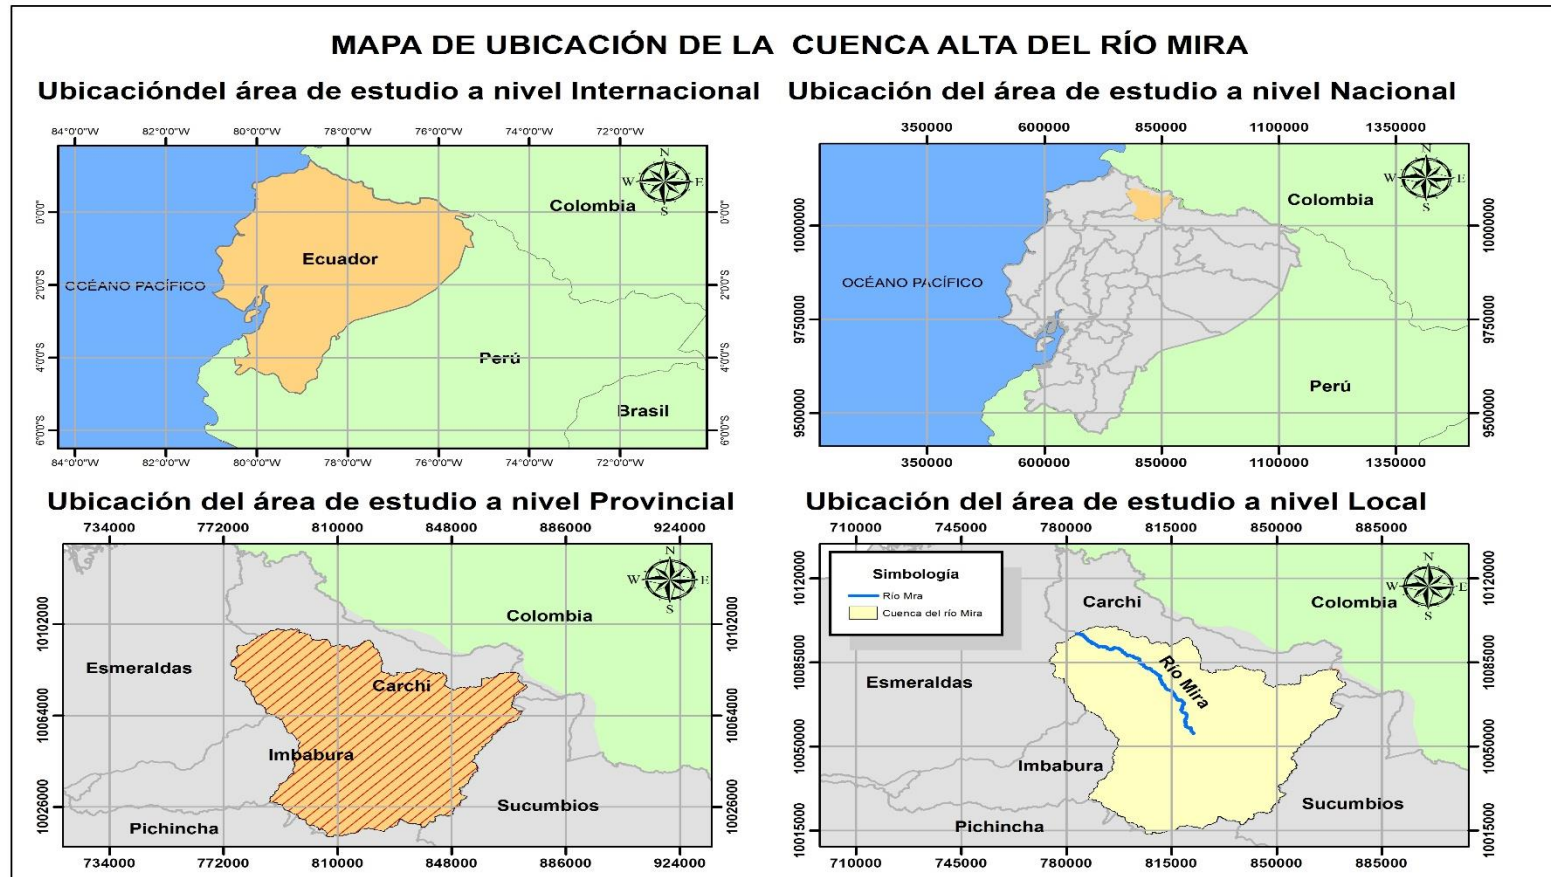 MAPA DE UBICACIÓN DE LA CUENCA ALTA DEL RÍO MIRA
Ubicacióndel área de estudio a nivel Internacional
84°0'0"W 82°0'0"W 80°0'0"W 78°0'0"W 76°0'0"W 74°0'0"W 72°0'0"W
N
W E
S
Colombia
0°0'0" 0°0'0"
Ecuador
OCÉANO PACÍFICO
2°0'0"S 2°0'0"S
Perú
4°0'0"S 4°0'0"S
Brasil
6°0'0"S 6°0'0"S
84°0'0"W 82°0'0"W 80°0'0"W 78°0'0"W 76°0'0"W 74°0'0"W 72°0'0"W
Ubicación del área de estudio a nivel Nacional
350000 600000 850000 1100000 1350000
N
W E
S
Colombia
10000000 10000000
OCÉANO PACÍFICO
9750000 9750000
Perú
9500000 9500000
350000 600000 850000 1100000 1350000
Ubicación del área de estudio a nivel Provincial
734000 772000 810000 848000 886000 924000
N
W E
S
Colombia
10102000 10102000
Esmeraldas
Carchi
10064000 10064000
Imbabura
Sucumbios
10026000 10026000
Pichincha
734000 772000 810000 848000 886000 924000
Ubicación del área de estudio a nivel Local
710000 745000 780000 815000 850000 885000
Simbología
Río Mra
Cuenca del río Mira
N
W E
S
10120000 10120000
Carchi
Colombia
10085000 10085000
Río Mira
Esmeraldas
10050000 10050000
Imbabura
Sucumbios
Pichincha
10015000 10015000
710000 745000 780000 815000 850000 885000